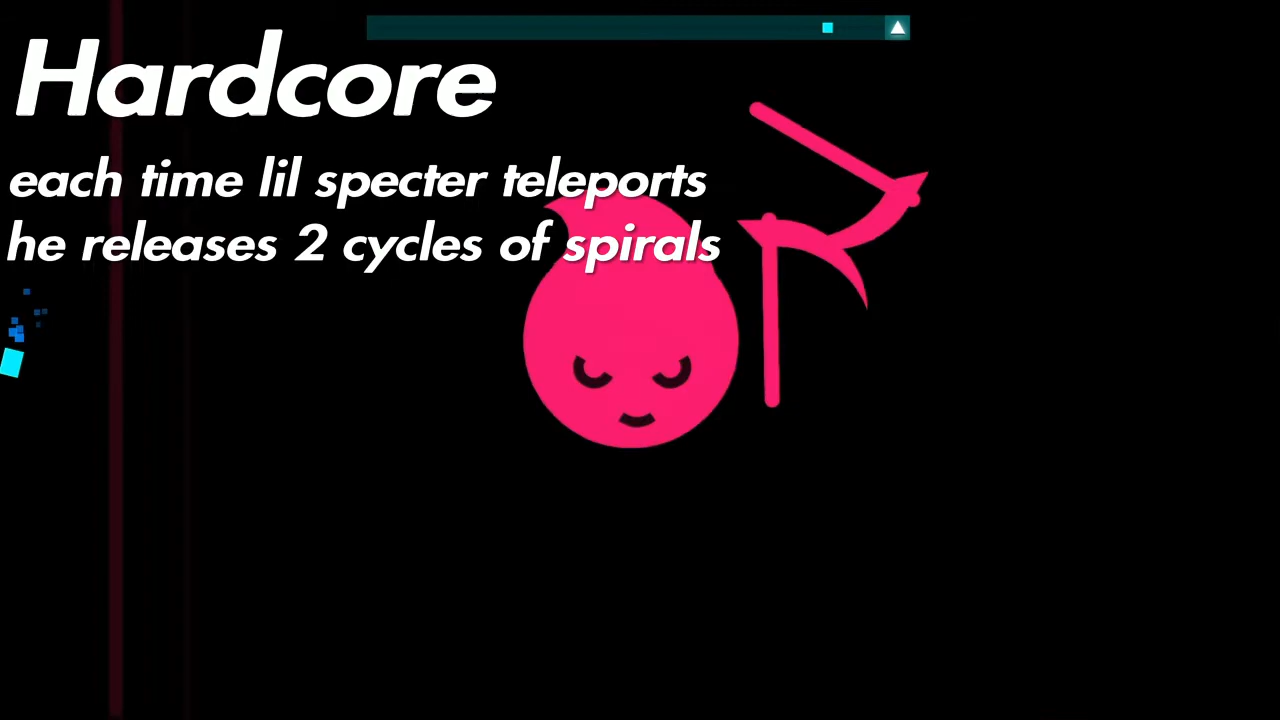 Hardcore
each time lil specter teleports
he releases 2 cycles of spirals